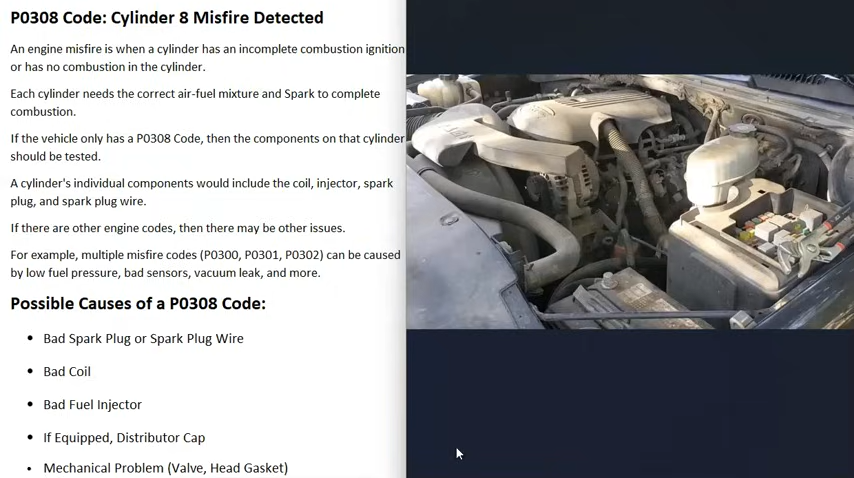 P0308 Code: Cylinder 8 Misfire Detected
An engine misfire is when a cylinder has an incomplete combustion ignition
or has no combustion in the cylinder.
Each cylinder needs the correct air-fuel mixture and Spark to complete
combustion.
If the vehicle only has a P0308 Code, then the components on that cylinder
should be tested.
A cylinder's individual components would include the coil, injector, spark
plug, and spark plug wire.
If there are other engine codes, then there may be other issues.
For example, multiple misfire codes (P0300, P0301, P0302) can be caused
by low fuel pressure, bad sensors, vacuum leak, and more.
Possible Causes of a P0308 Code:
• Bad Spark Plug or Spark Plug Wire
• Bad Coil
• Bad Fuel Injector
• If Equipped, Distributor Cap
• Mechanical Problem (Valve, Head Gasket)